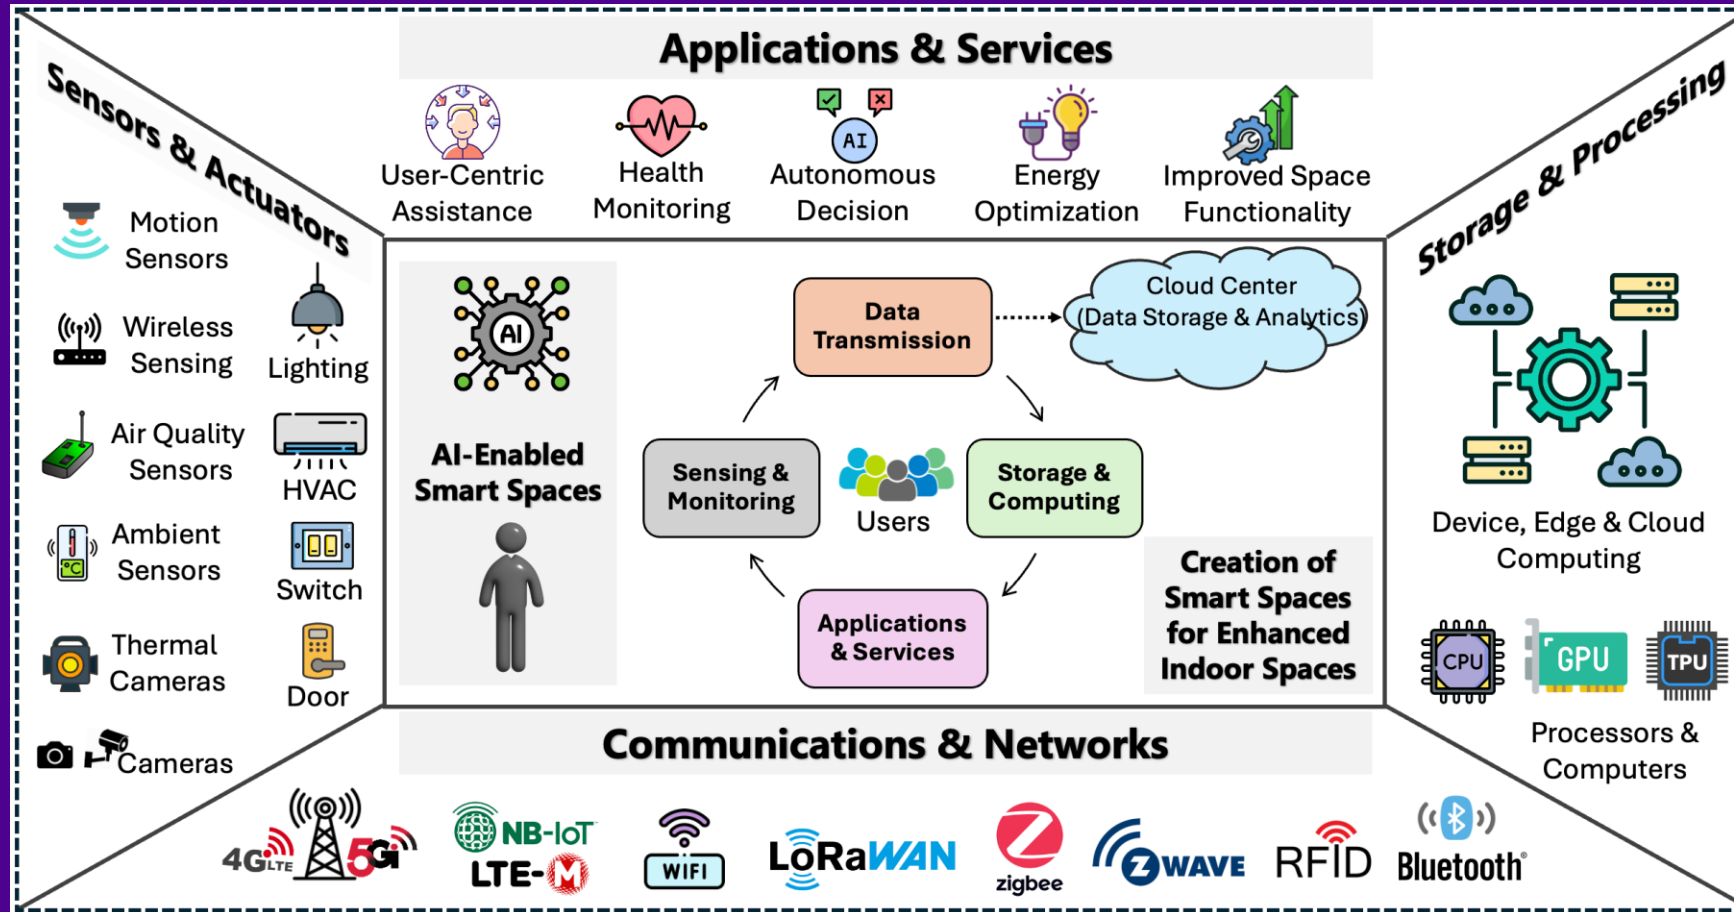 Applications & Services
User-Centric
Assistance
Health
Monitoring
AI
Autonomous
Decision
Energy
Optimization
Improved Space
Functionality
Sensors & Actuators
Motion
Sensors
Wireless
Sensing
Lighting
Air Quality
Sensors
HVAC
°C
Ambient
Sensors
Switch
Thermal
Cameras
Door
Cameras
AI
AI-Enabled
Smart Spaces
Data
Transmission
Cloud Center
(Data Storage & Analytics)
Sensing &
Monitoring
Users
Storage &
Computing
Applications
& Services
Creation of
Smart Spaces
for Enhanced
Indoor Spaces
Storage & Processing
Device, Edge & Cloud
Computing
CPU
GPU
TPU
Processors &
Computers
Communications & Networks
4G LTE
5G
NB-IoT
LTE-M
WIFI
LoRaWAN
Z
zigbee
Z WAVE
RFID
Bluetooth®